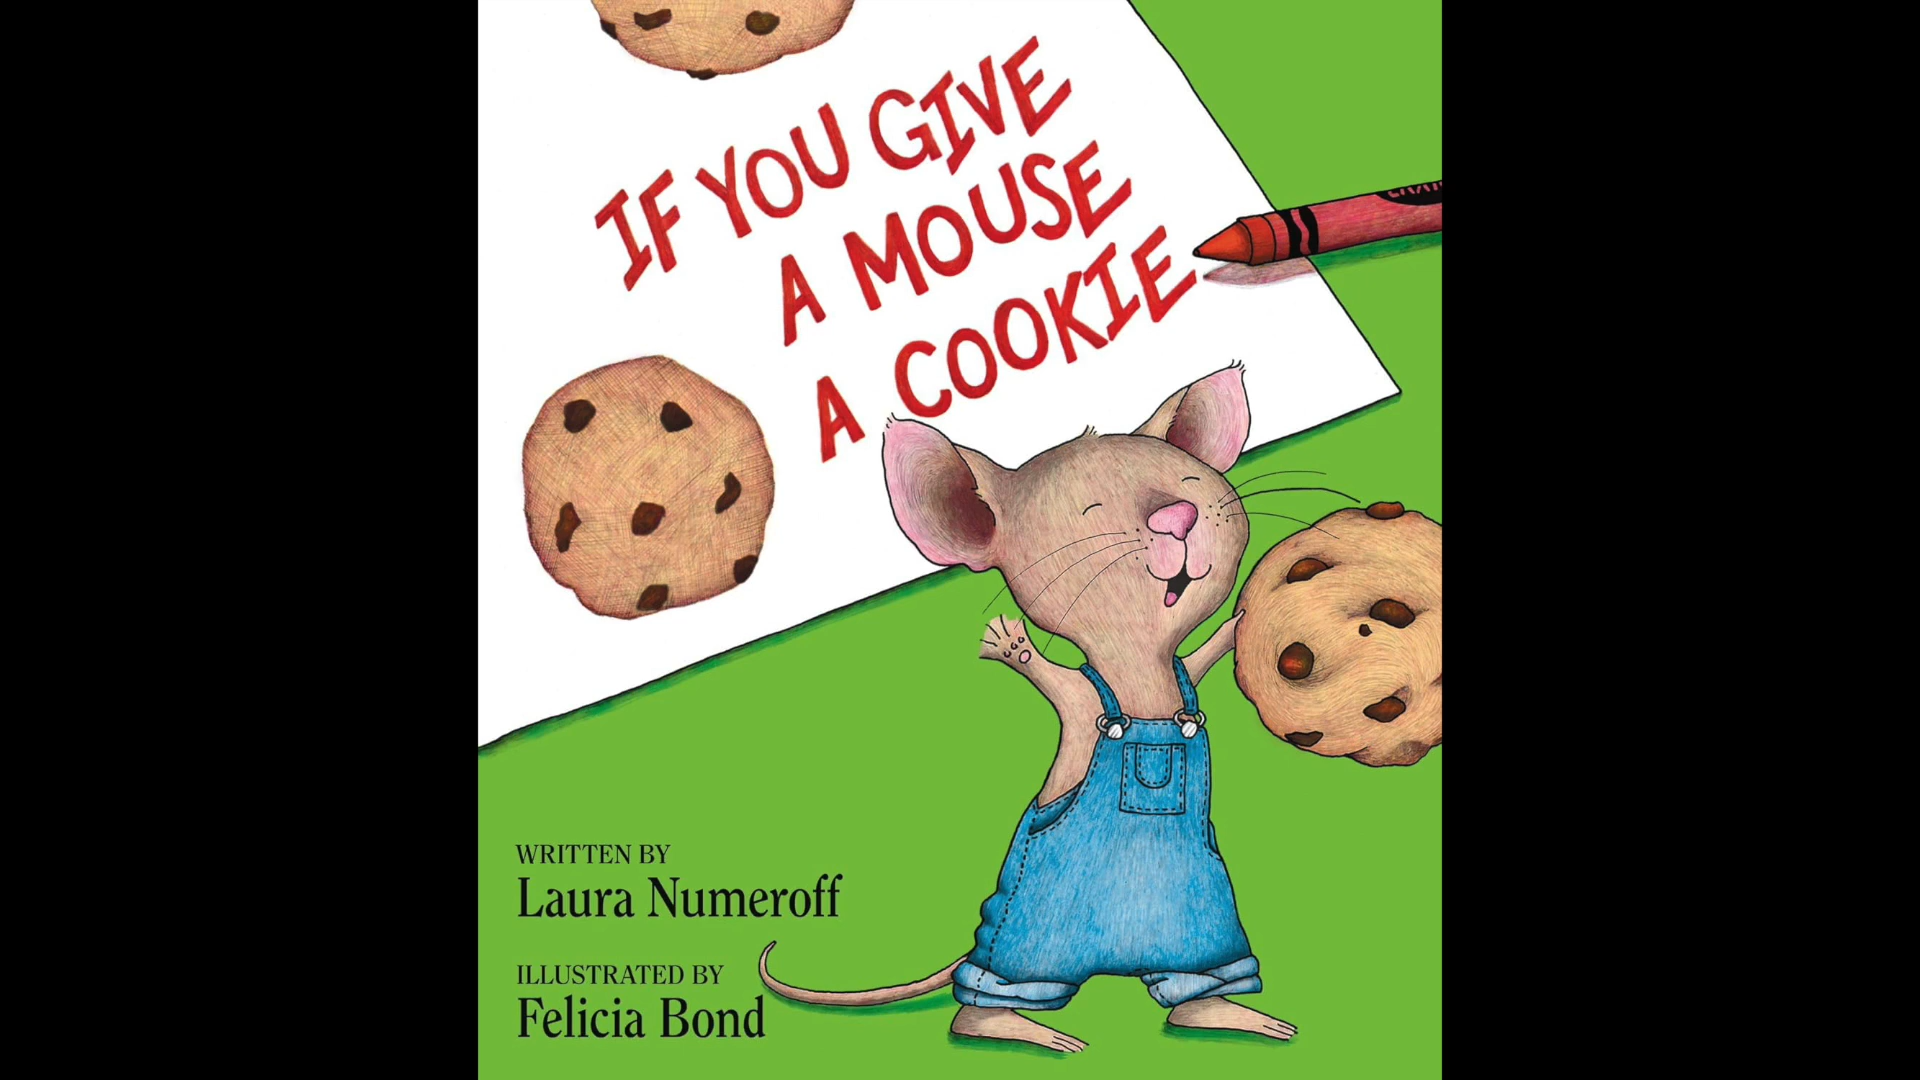 IF YOU GIVE
A MOUSE
A COOKIE
WRITTEN BY
Laura Numeroff
ILLUSTRATED BY
Felicia Bond